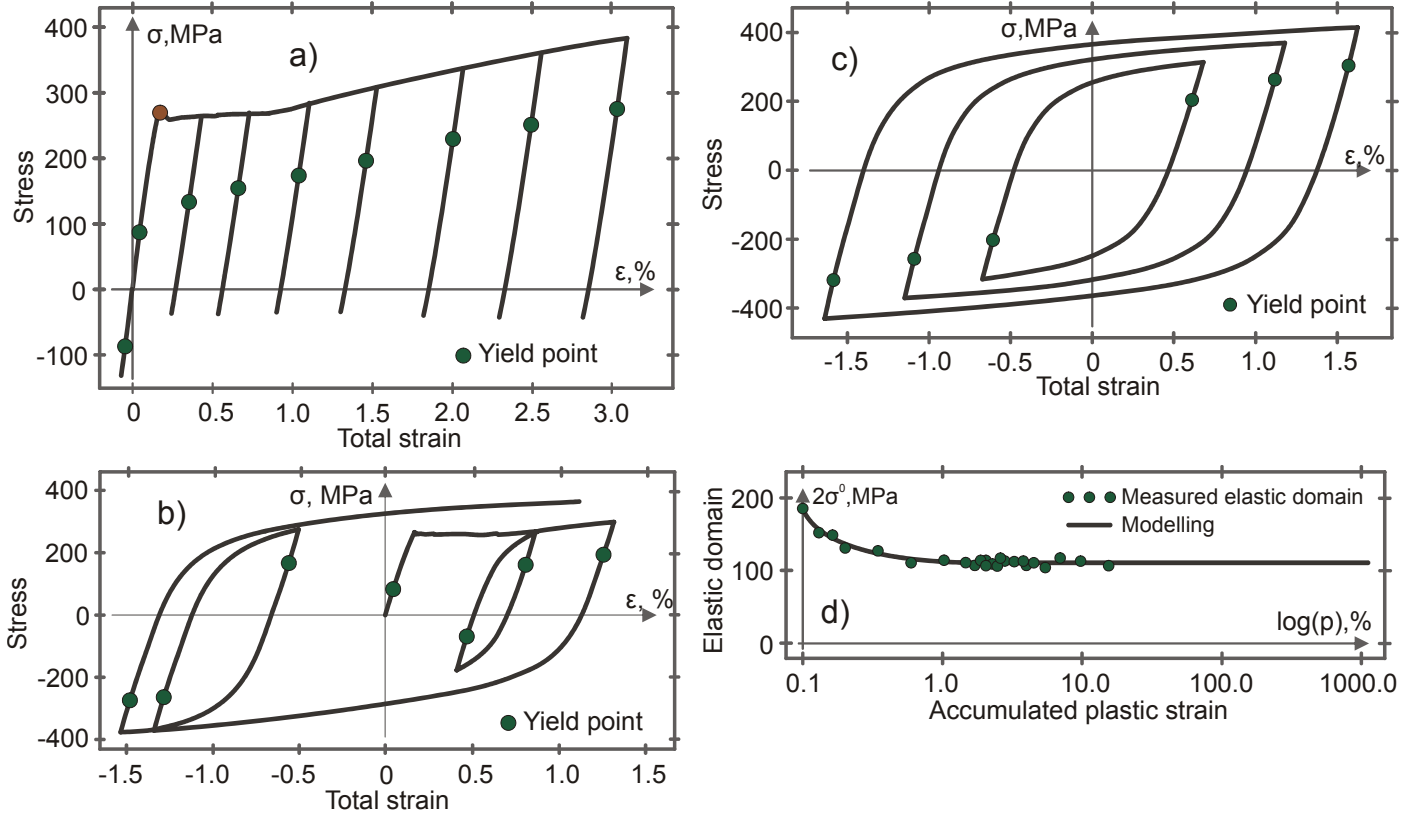 a)
σ,MPa
400
300
200
100
0
-100
Stress
ε,%
Yield point
0 0.5 1.0 1.5 2.0 2.5 3.0
Total strain
c)
σ,MPa
400
200
0
-200
-400
Stress
ε,%
Yield point
-1.5 -1.0 -0.5 0 0.5 1.0 1.5
Total strain
b)
σ, MPa
400
200
0
-200
-400
Stress
ε, %
Yield point
-1.5 -1.0 -0.5 0 0.5 1.0 1.5
Total strain
d)
2σ⁰,MPa
200
100
0
Elastic domain
Measured elastic domain
Modelling
log(p),%
0.1 1.0 10.0 100.0 1000.0
Accumulated plastic strain